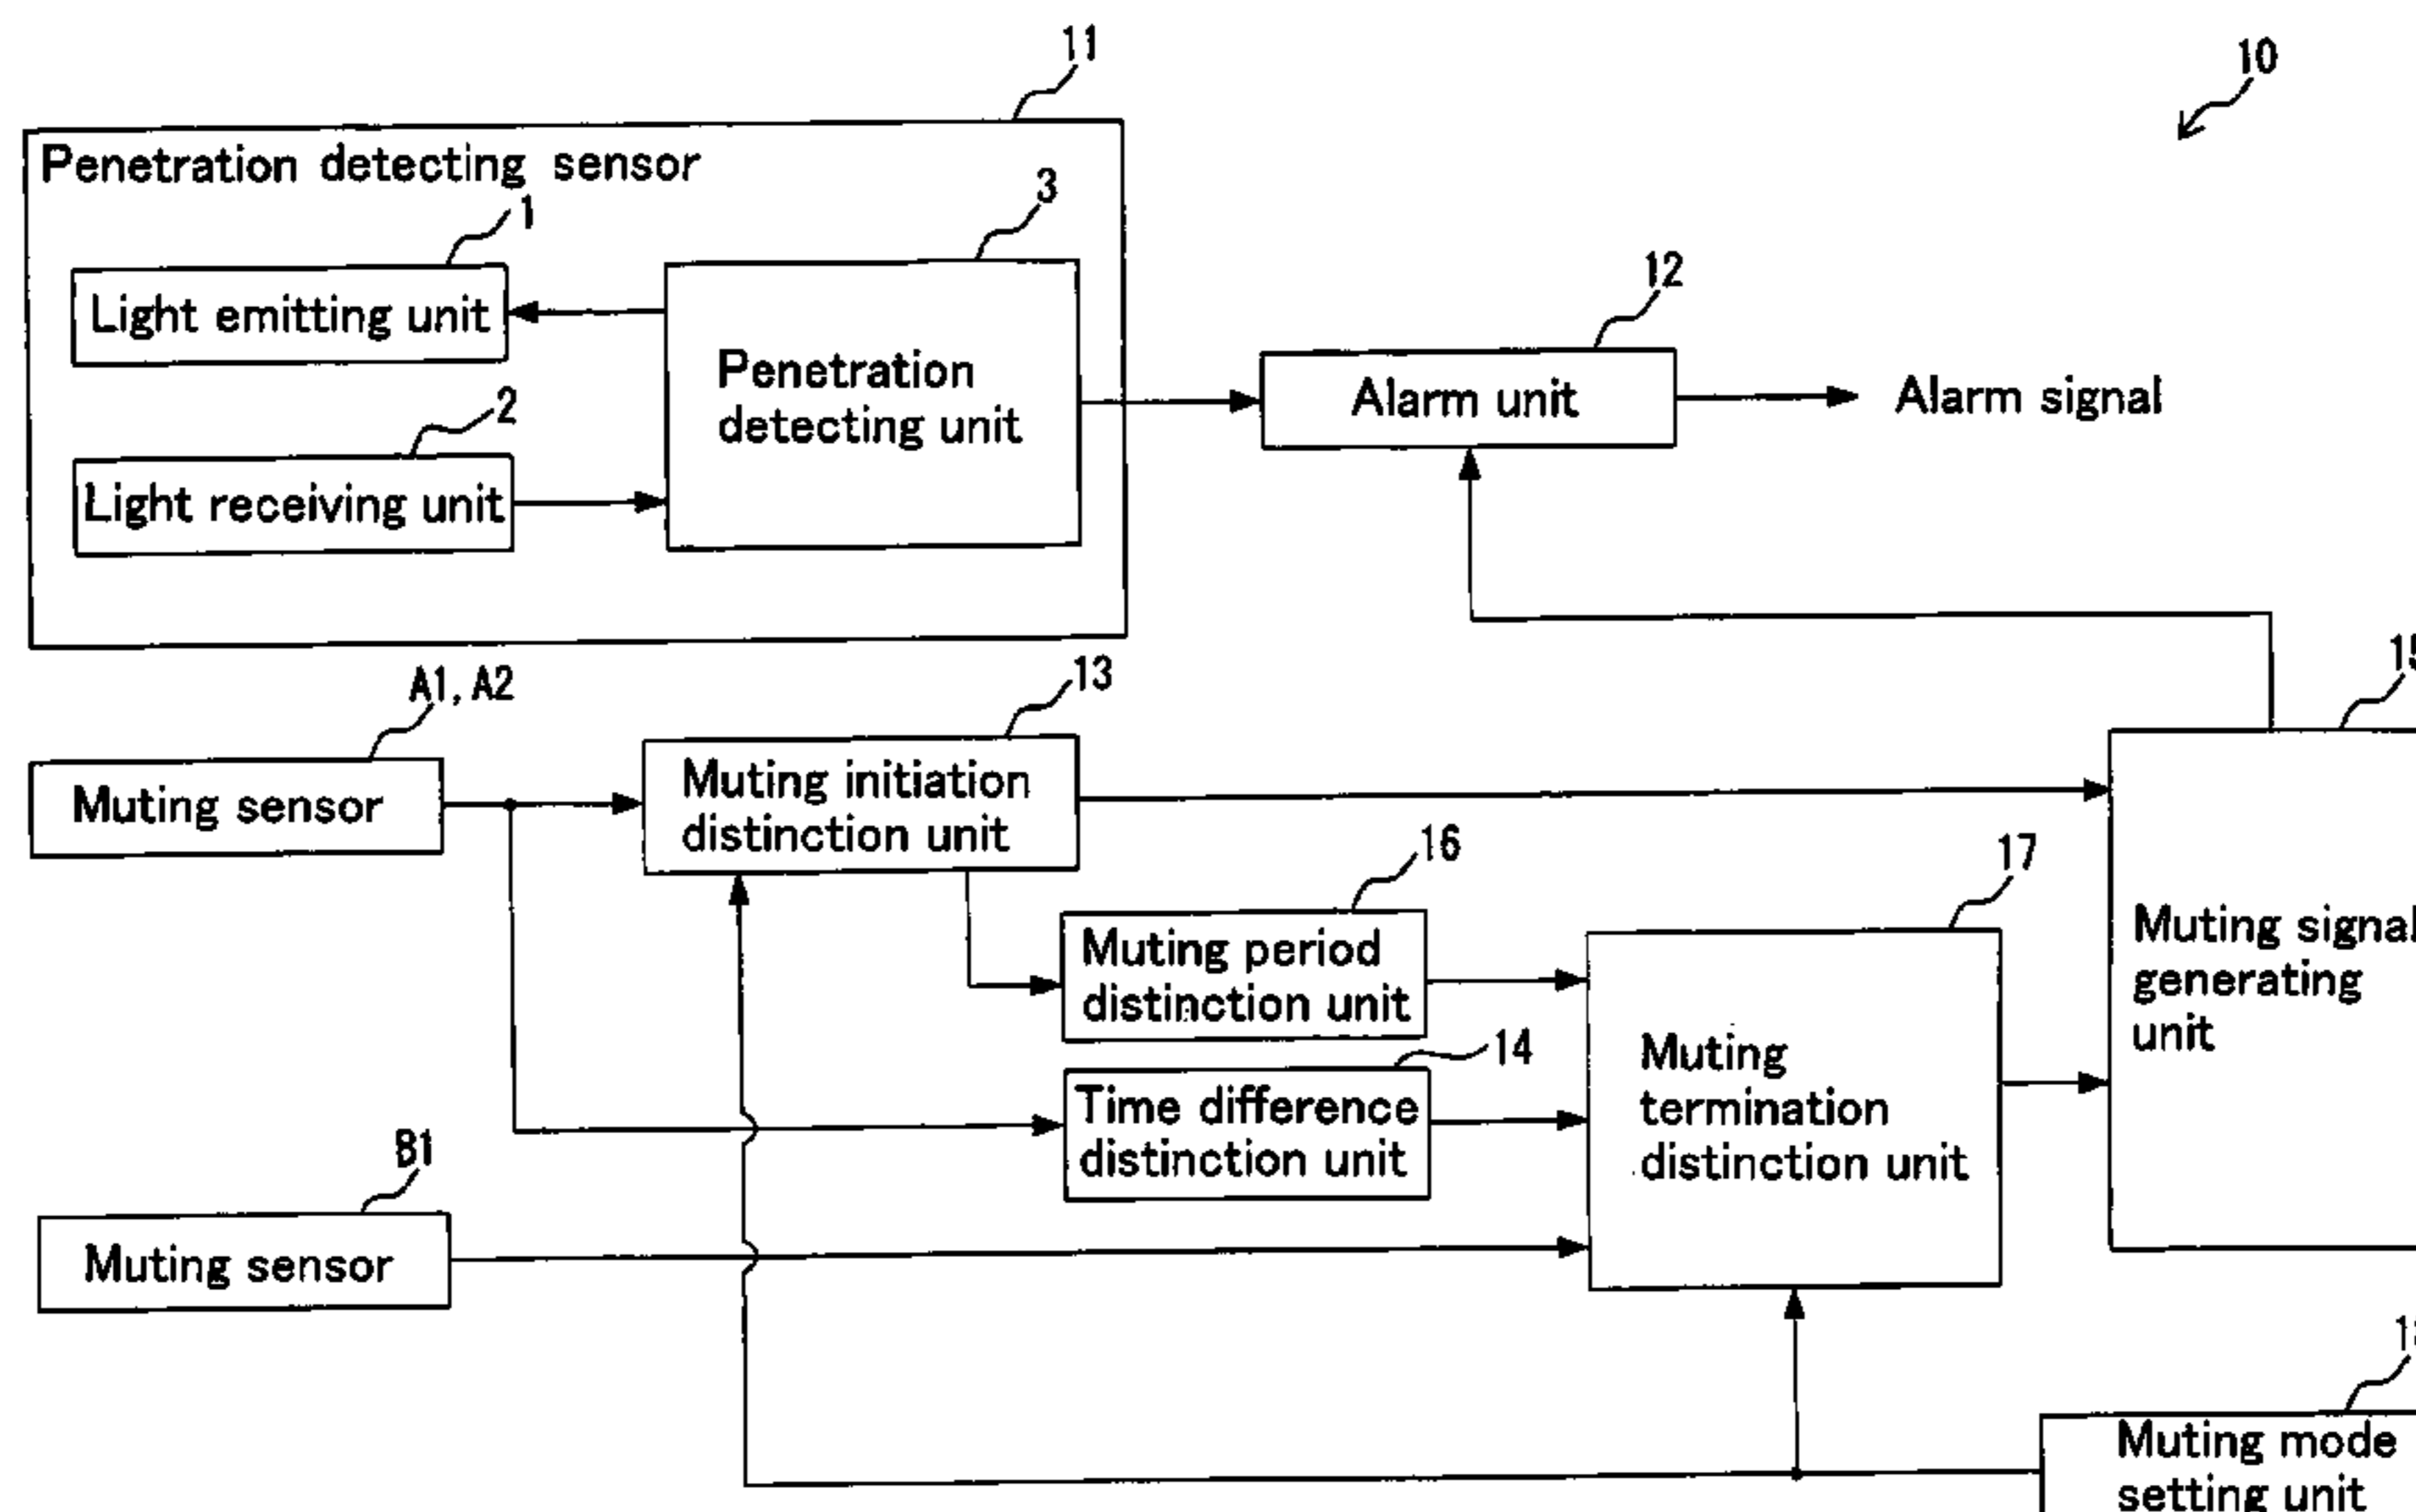 11
10
Penetration detecting sensor
1
3
Light emitting unit
12
Penetration
detecting unit
Alarm unit
Alarm signal
2
Light receiving unit
A1, A2
13
15
Muting sensor
Muting initiation
distinction unit
16
17
Muting period
distinction unit
Muting signal
generating
unit
14
Time difference
distinction unit
Muting
termination
distinction unit
B1
Muting sensor
Muting mode
setting unit